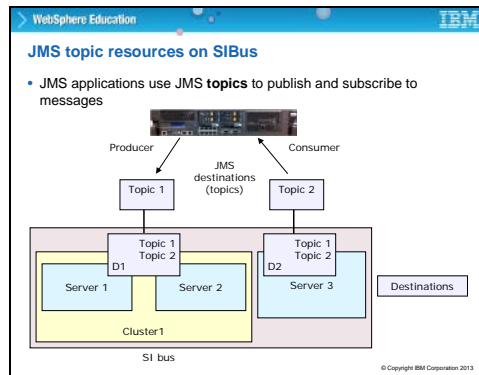 WebSphere Education
IBM
JMS topic resources on SIBus
• JMS applications use JMS topics to publish and subscribe to
messages
Producer
Consumer
JMS
destinations
(topics)
Topic 1
Topic 2
Topic 1
Topic 2
D1
Topic 1
Topic 2
D2
Server 1
Server 2
Server 3
Destinations
Cluster1
SI bus
© Copyright IBM Corporation 2013